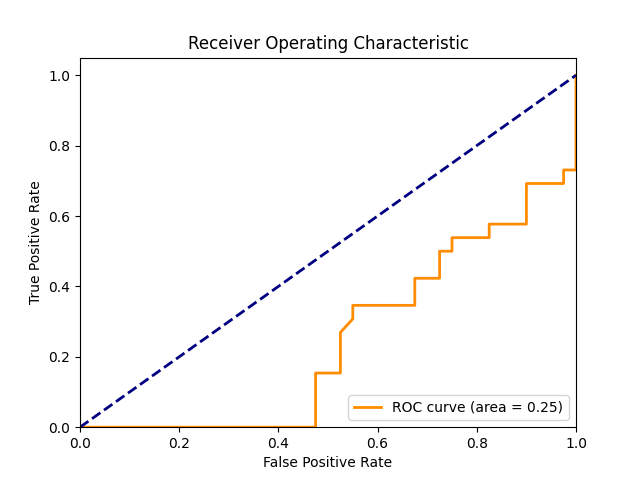 Receiver Operating Characteristic
True Positive Rate
1.0
0.8
0.6
0.4
0.2
0.0
ROC curve (area = 0.25)
0.0 0.2 0.4 0.6 0.8 1.0
False Positive Rate